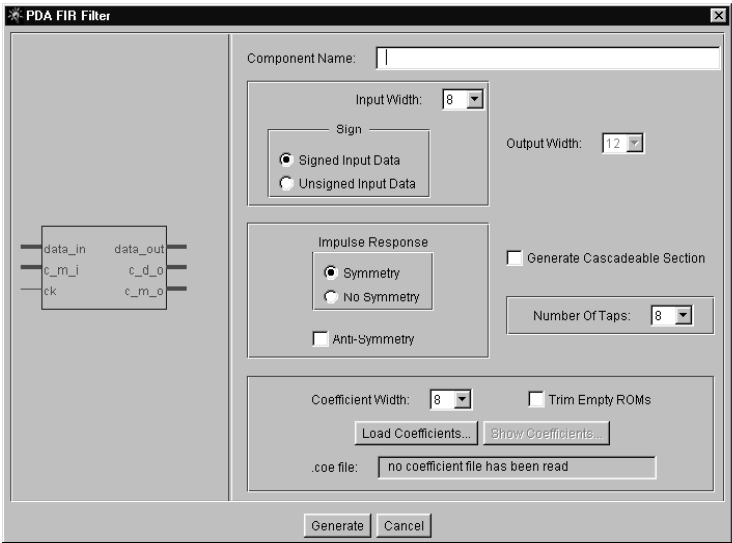 PDA FIR Filter
Component Name:
Input Width: 8
Sign
Signed Input Data
Unsigned Input Data
Output Width: 12
data_in data_out
c_m_i c_d_o
ck c_m_o
Impulse Response
Symmetry
No Symmetry
Anti-Symmetry
Generate Cascadeable Section
Number Of Taps: 8
Coefficient Width: 8 Trim Empty ROMs
Load Coefficients... Show Coefficients...
.coe file: no coefficient file has been read
Generate Cancel